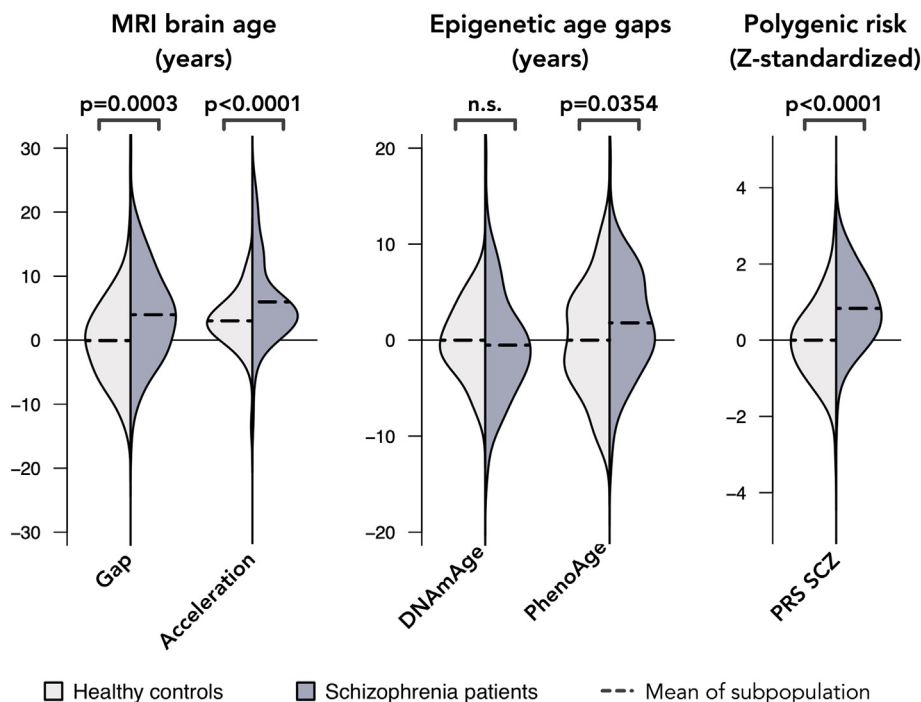 MRI brain age
(years)
Epigenetic age gaps
(years)
Polygenic risk
(Z-standardized)
p=0.0003 p<0.0001
n.s. p=0.0354
p<0.0001
30
20
10
0
−10
−20
−30
20
10
0
−10
−20
4
2
0
−2
−4
Gap
Acceleration
DNAmAge
PhenoAge
PRS SCZ
Healthy controls
Schizophrenia patients
Mean of subpopulation